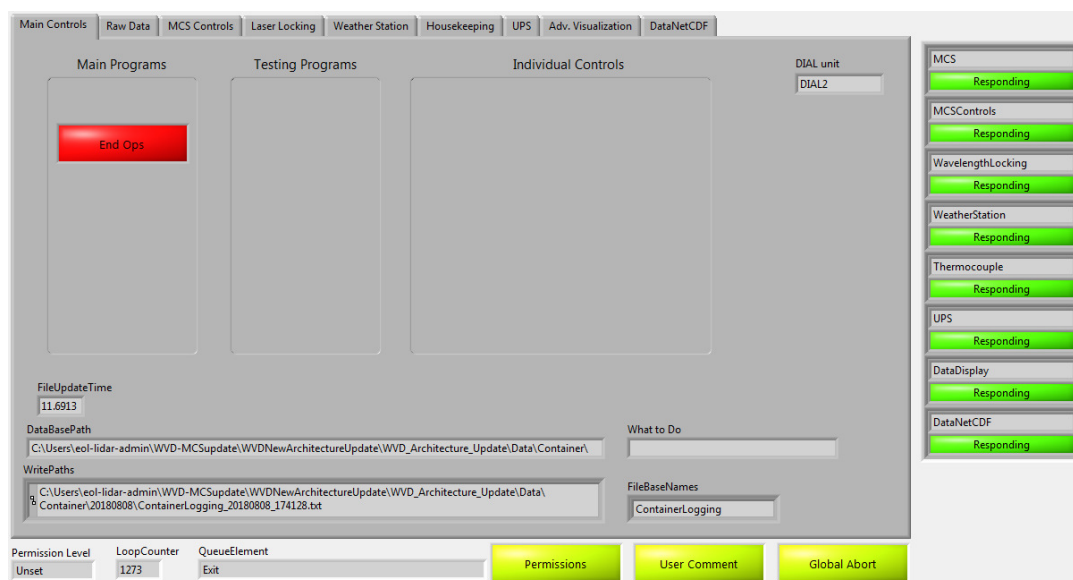 Main Controls
Raw Data
MCS Controls
Laser Locking
Weather Station
Housekeeping
UPS
Adv. Visualization
DataNetCDF
Main Programs
Testing Programs
Individual Controls
DIAL unit
DIAL2
End Ops
FileUpdateTime
11.6913
DataBasePath
C:\Users\eol-lidar-admin\WVD-MCSupdate\WVDNewArchitectureUpdate\WVD_Architecture_Update\Data\Container\
What to Do
WritePaths
C:\Users\eol-lidar-admin\WVD-MCSupdate\WVDNewArchitectureUpdate\WVD_Architecture_Update\Data\
Container\20180808\ContainerLogging_20180808_174128.txt
FileBaseNames
ContainerLogging
Permission Level
Unset
LoopCounter
1273
QueueElement
Exit
Permissions
User Comment
Global Abort
MCS
Responding
MCSControls
Responding
WavelengthLocking
Responding
WeatherStation
Responding
Thermocouple
Responding
UPS
Responding
DataDisplay
Responding
DataNetCDF
Responding